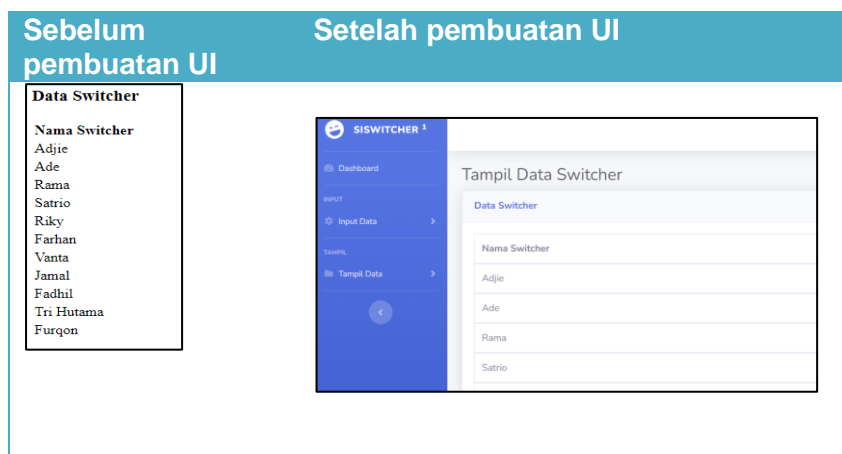 Sebelum
pembuatan UI
Setelah pembuatan UI
Data Switcher
Nama Switcher
Adjie
Ade
Rama
Satrio
Riky
Farhan
Vanta
Jamal
Fadhil
Tri Hutama
Furqon
SISWITCHER 1
Dashboard
INPUT
Input Data
TAMPIL
Tampil Data
Tampil Data Switcher
Data Switcher
Nama Switcher
Adjie
Ade
Rama
Satrio